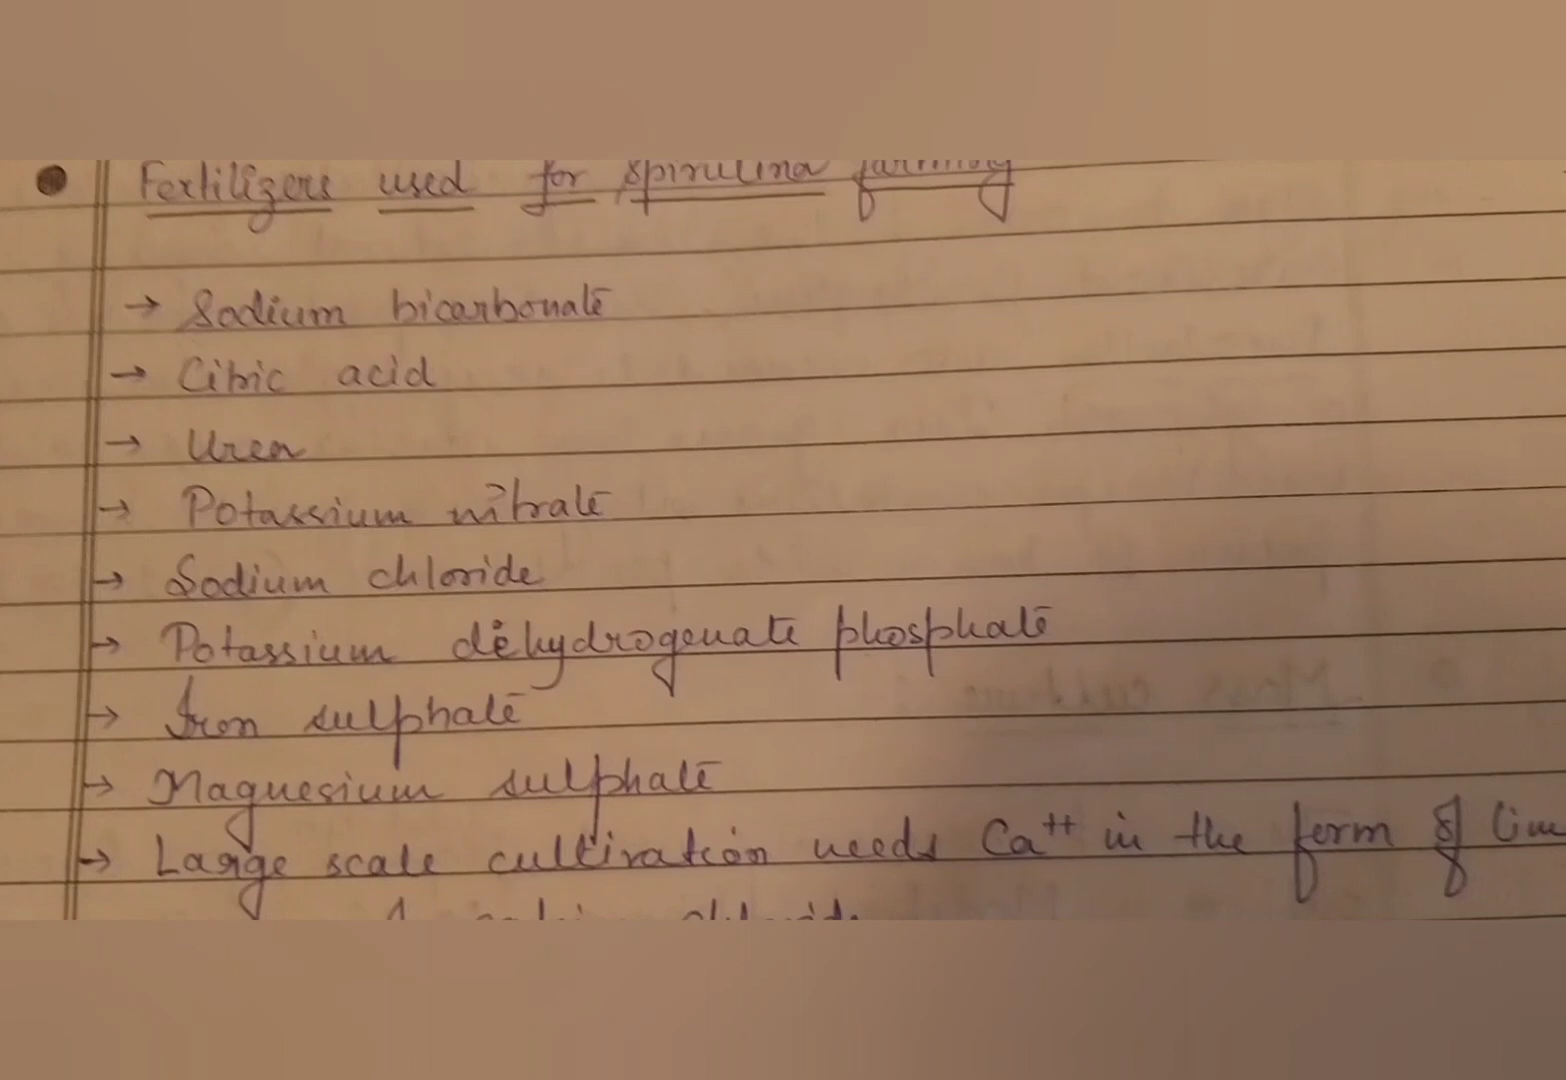 Fertilizers used for spirulina farming
→ Sodium bicarbonate
→ Citric acid
→ Urea
→ Potassium nitrate
→ Sodium chloride
→ Potassium dehydrogenate phosphate
→ Iron sulphate
→ Magnesium sulphate
→ Large scale cultivation needs Ca++ in the form of